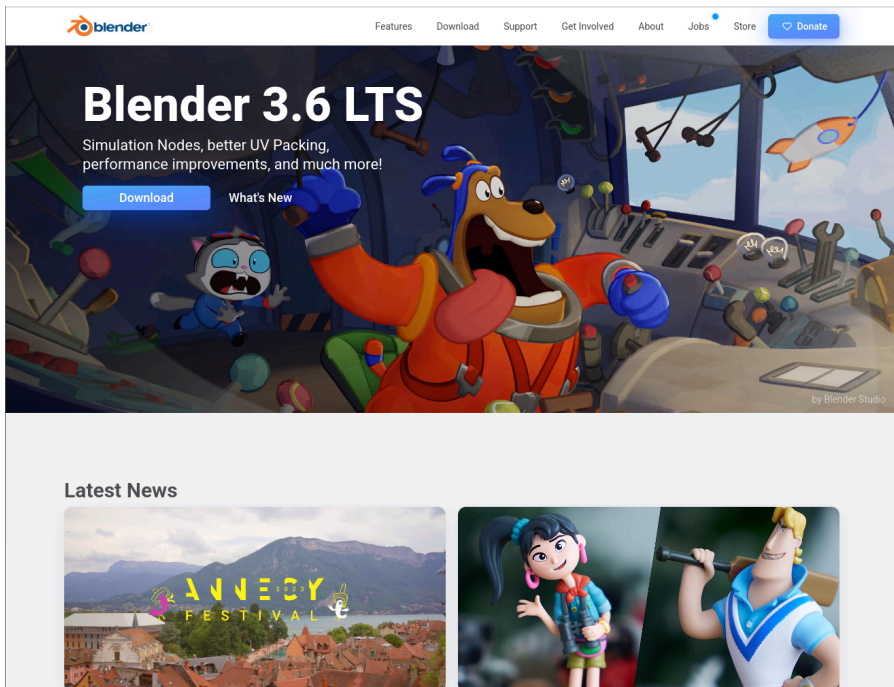 blender
Features Download Support Get Involved About Jobs Store Donate
Blender 3.6 LTS
Simulation Nodes, better UV Packing,
performance improvements, and much more!
Download What's New
by Blender Studio
Latest News
ANNECY
2023
FESTIVAL